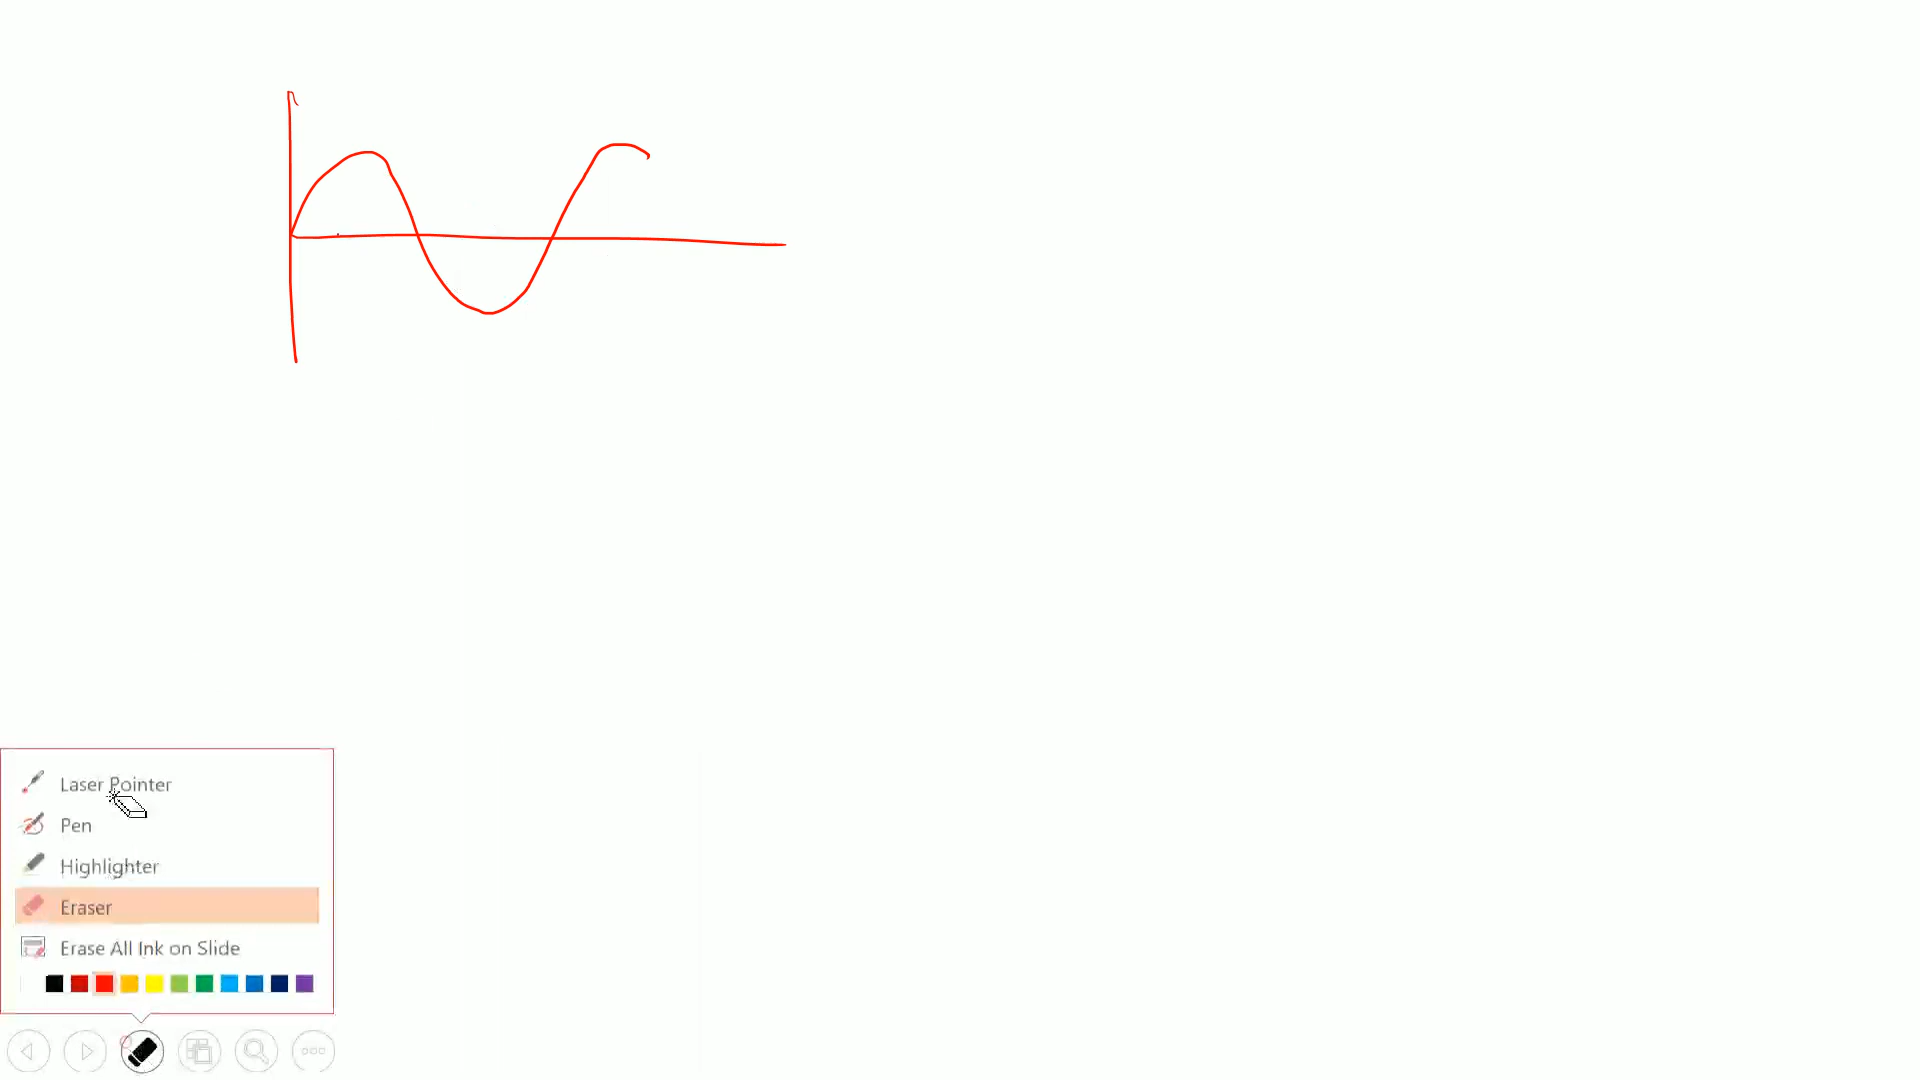 Laser Pointer
Pen
Highlighter
Eraser
Erase All Ink on Slide